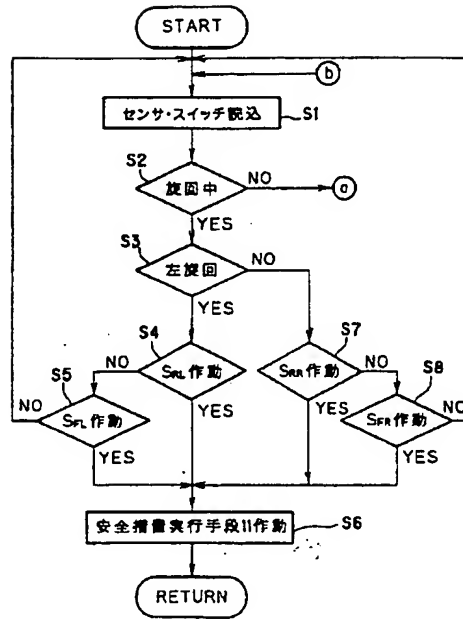 START
b
センサ・スイッチ読込 S1
S2
旋回中 NO a
YES
S3
左旋回 NO
YES
S4 S7
S5 NO SRL作動 SRR作動 NO S8
NO SFL作動 YES YES SFR作動 NO
YES YES
安全措置実行手段11作動 S6
RETURN